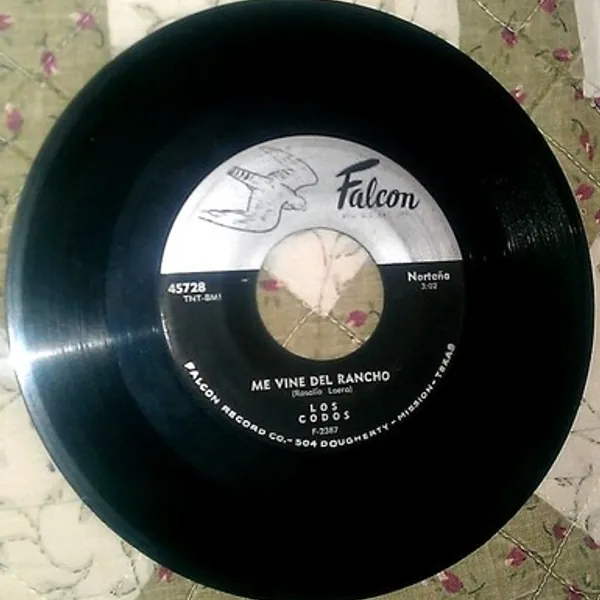 Falcon
45728
TNT-BMI
Norteña
3:02
ME VINE DEL RANCHO
(Rosalio Loera)
LOS
CODOS
F-2387
FALCON RECORD CO.-504 DOUGHERTY-MISSION-TEXAS